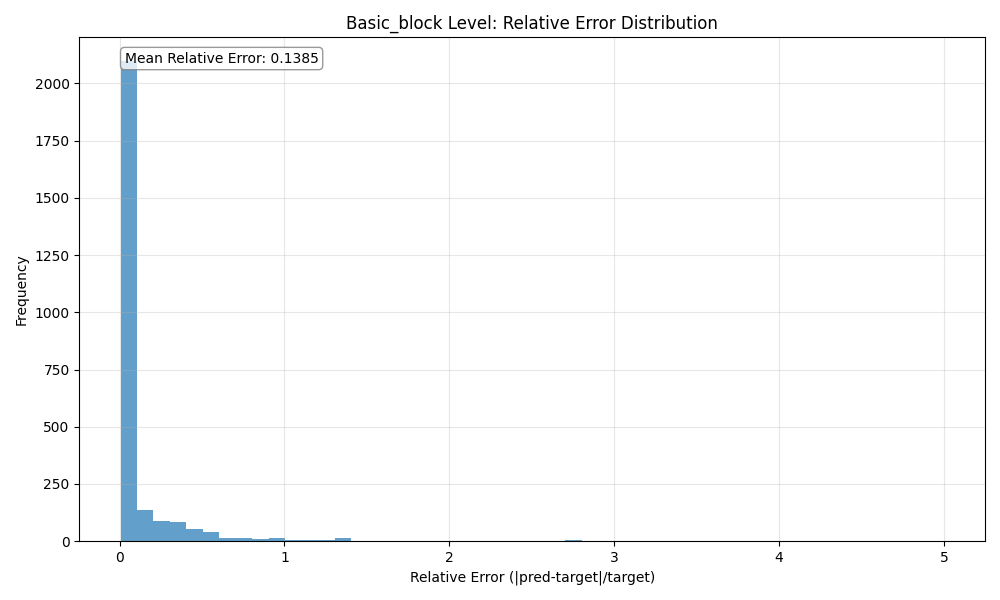 Basic_block Level: Relative Error Distribution
Mean Relative Error: 0.1385
2000
1750
1500
1250
1000
750
500
250
0
Frequency
0 1 2 3 4 5
Relative Error (|pred-target|/target)